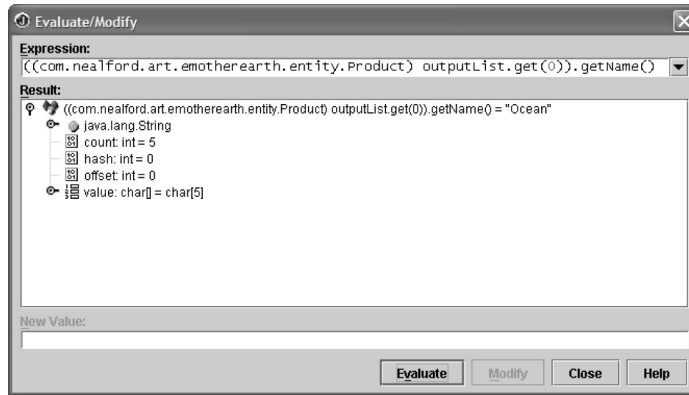 Evaluate/Modify
Expression:
((com.nealford.art.emotherearth.entity.Product) outputList.get(0)).getName()
Result:
((com.nealford.art.emotherearth.entity.Product) outputList.get(0)).getName() = "Ocean"
java.lang.String
count: int = 5
hash: int = 0
offset: int = 0
value: char[] = char[5]
New Value:
Evaluate Modify Close Help